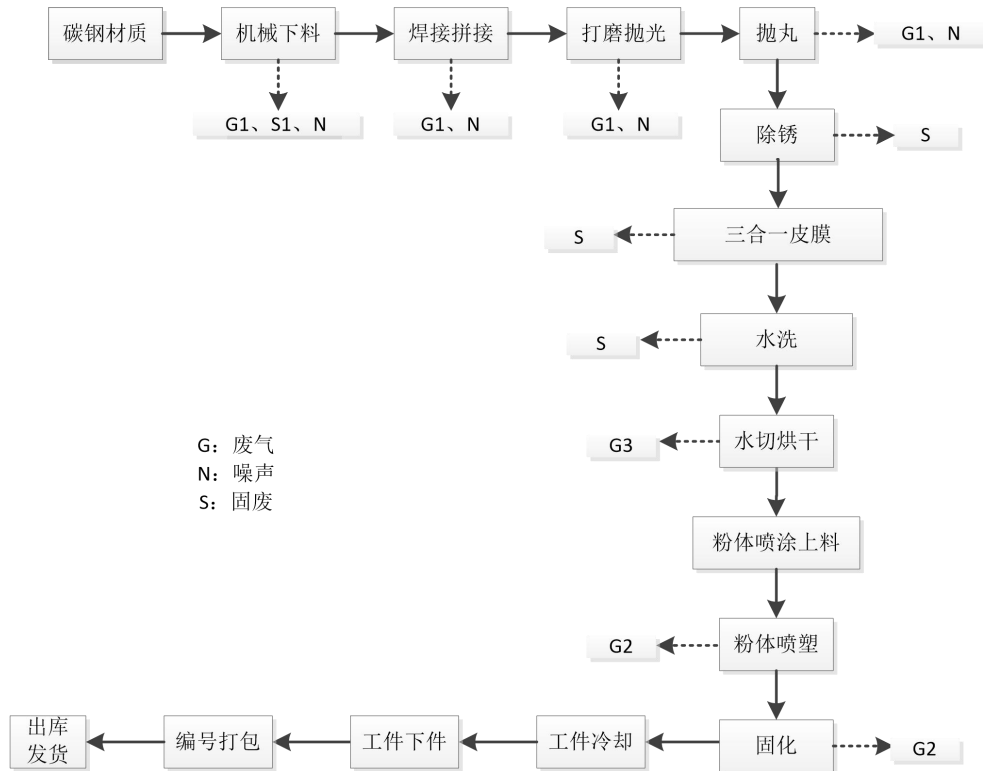 碳钢材质
机械下料
焊接拼接
打磨抛光
抛丸
G1、N
G1、S1、N
G1、N
G1、N
除锈
S
三合一皮膜
S
水洗
S
水切烘干
G3
G：废气
N：噪声
S：固废
粉体喷涂上料
粉体喷塑
G2
固化
G2
工件冷却
工件下件
编号打包
出库
发货